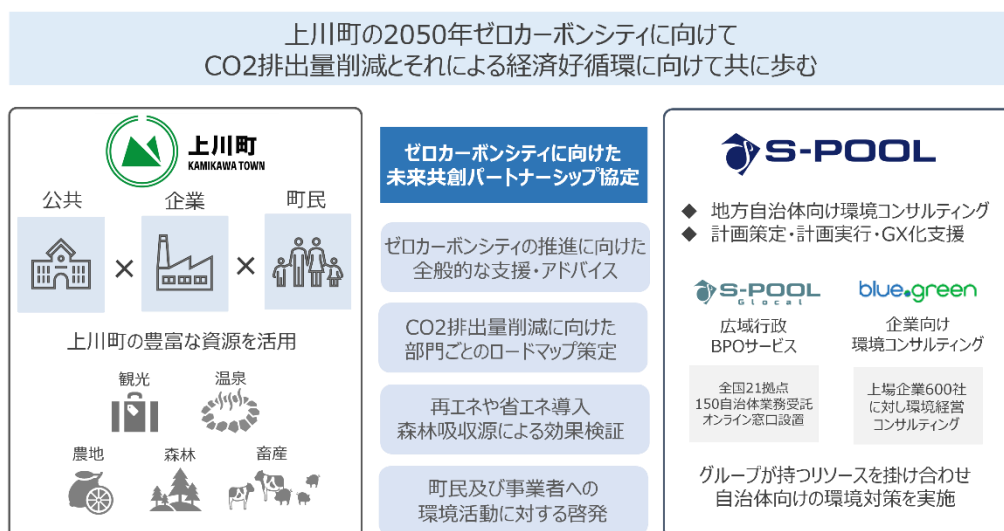 上川町の2050年ゼロカーボンシティに向けて
CO2排出量削減とそれによる経済好循環に向けて共に歩む
上川町
KAMIKAWA TOWN
公共
企業
町民
×
×
上川町の豊富な資源を活用
観光
温泉
農地
森林
畜産
ゼロカーボンシティに向けた
未来共創パートナーシップ協定
ゼロカーボンシティの推進に向けた
全般的な支援・アドバイス
CO2排出量削減に向けた
部門ごとのロードマップ策定
再エネや省エネ導入
森林吸収源による効果検証
町民及び事業者への
環境活動に対する啓発
S-POOL
◆ 地方自治体向け環境コンサルティング
◆ 計画策定・計画実行・GX化支援
S-POOL
Glocal
広域行政
BPOサービス
全国21拠点
150自治体業務受託
オンライン窓口設置
blue.green
企業向け
環境コンサルティング
上場企業600社
に対し環境経営
コンサルティング
グループが持つリソースを掛け合わせ
自治体向けの環境対策を実施